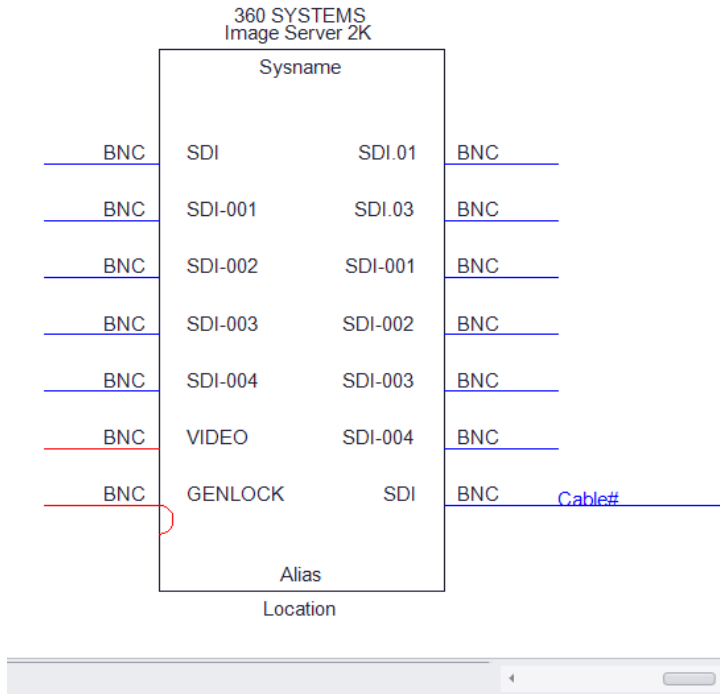 360 SYSTEMS
Image Server 2K
Sysname
BNC SDI SDI.01 BNC
BNC SDI-001 SDI.03 BNC
BNC SDI-002 SDI-001 BNC
BNC SDI-003 SDI-002 BNC
BNC SDI-004 SDI-003 BNC
BNC VIDEO SDI-004 BNC
BNC GENLOCK SDI BNC Cable#
Alias
Location